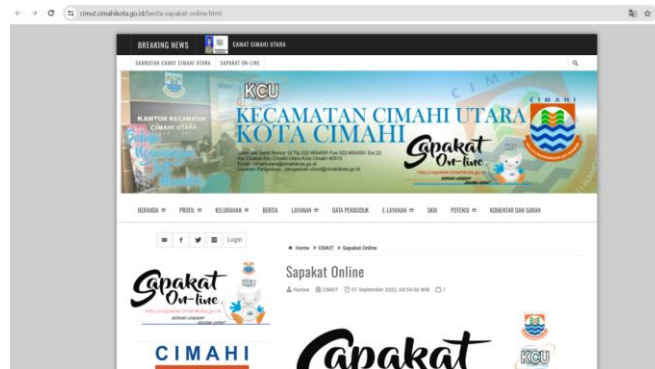 cimut.cimahikota.go.id/berita-sapakat-online.html
BREAKING NEWS
CAMAT CIMAHI UTARA
SAMBUTAN CAMAT CIMAHI UTARA SAPAKAT ON-LINE
KANTOR KECAMATAN
CIMAHI UTARA
KCU
CIMAHI
KECAMATAN CIMAHI UTARA
KOTA CIMAHI
Sapakat
On-line
BERANDA PROFIL KELURAHAN BERITA LAYANAN DATA PENDUDUK E-LAYANAN SKM POTENSI KOMENTAR DAN SARAN
Login
Home > CIMUT > Sapakat Online
Sapakat Online
Humas CIMUT 01 September 2022, 08:54:54 WIB 1
Sapakat
On-line
CIMAHI
Sapakat
KCU